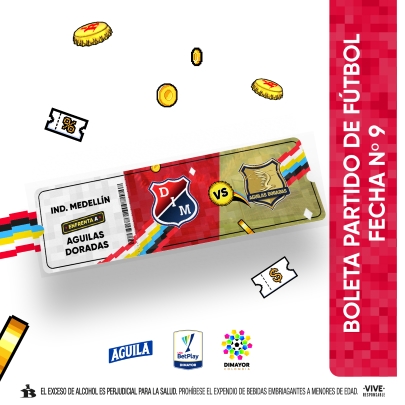 BOLETA PARTIDO DE FÚTBOL
FECHA Nº 9
IND. MEDELLÍN
ENFRENTA A
AGUILAS
DORADAS
DIM
VS
AGUILAS DORADAS
AGUILA
LIGA
BetPlay
DIMAYOR
DIMAYOR
COLOMBIA
EL EXCESO DE ALCOHOL ES PERJUDICIAL PARA LA SALUD. PROHÍBESE EL EXPENDIO DE BEBIDAS EMBRIAGANTES A MENORES DE EDAD.
·VIVE·
RESPONSABLE